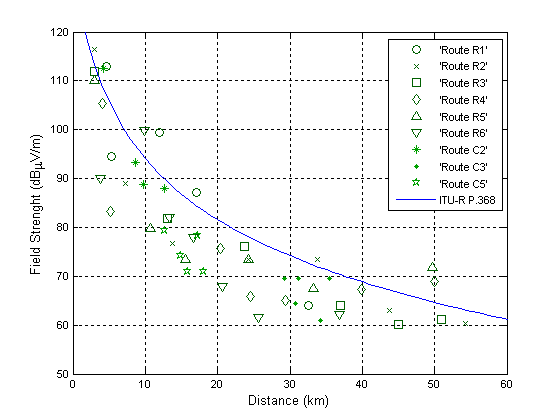 120
110
100
90
80
70
60
50
0
10
20
30
40
50
60
Field Strenght (dBμV/m)
Distance (km)
'Route R1'
'Route R2'
'Route R3'
'Route R4'
'Route R5'
'Route R6'
'Route C2'
'Route C3'
'Route C5'
ITU-R P.368